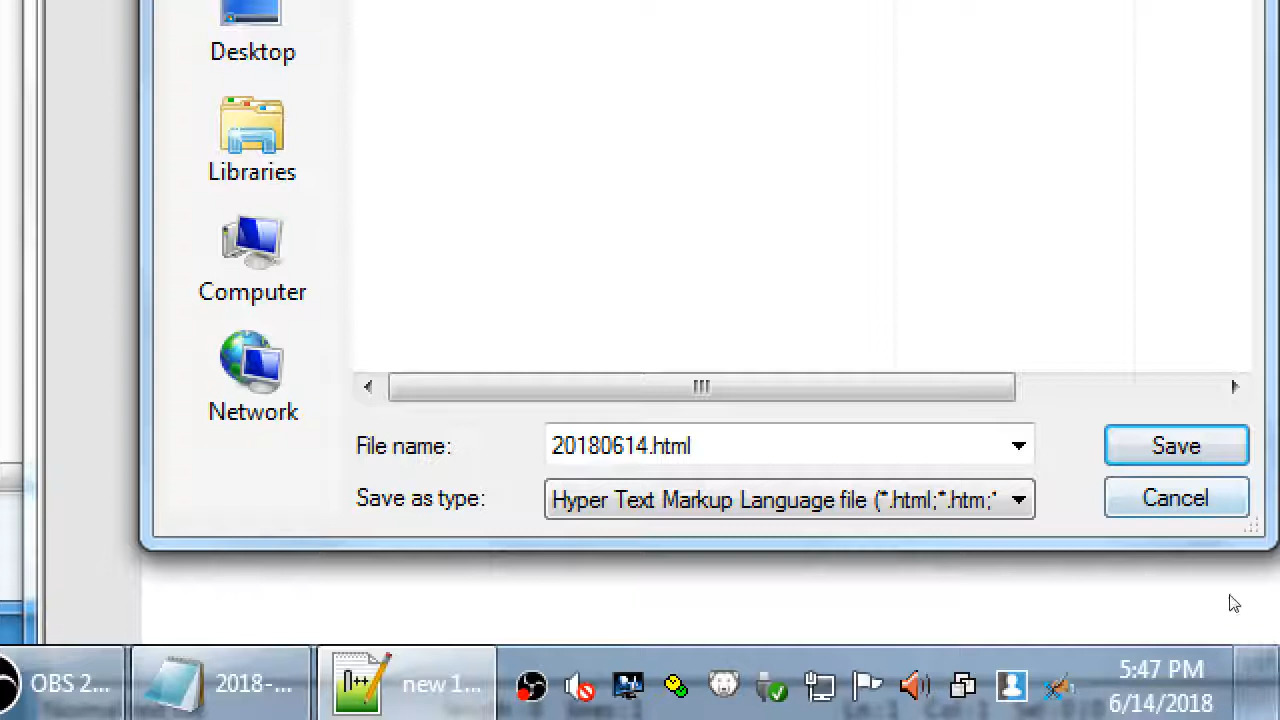 Desktop
Libraries
Computer
Network
File name:
20180614.html
Save
Save as type:
Hyper Text Markup Language file (*.html;*.htm;*
Cancel
OBS 2...
2018-...
new 1...
5:47 PM
6/14/2018